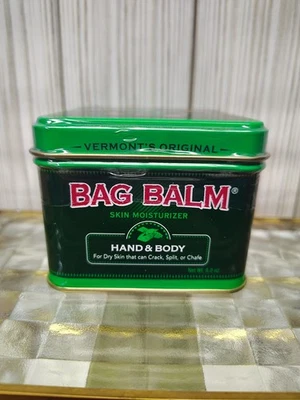 VERMONT'S ORIGINAL
BAG BALM®
SKIN MOISTURIZER
HAND & BODY
For Dry Skin that can Crack, Split, or Chafe